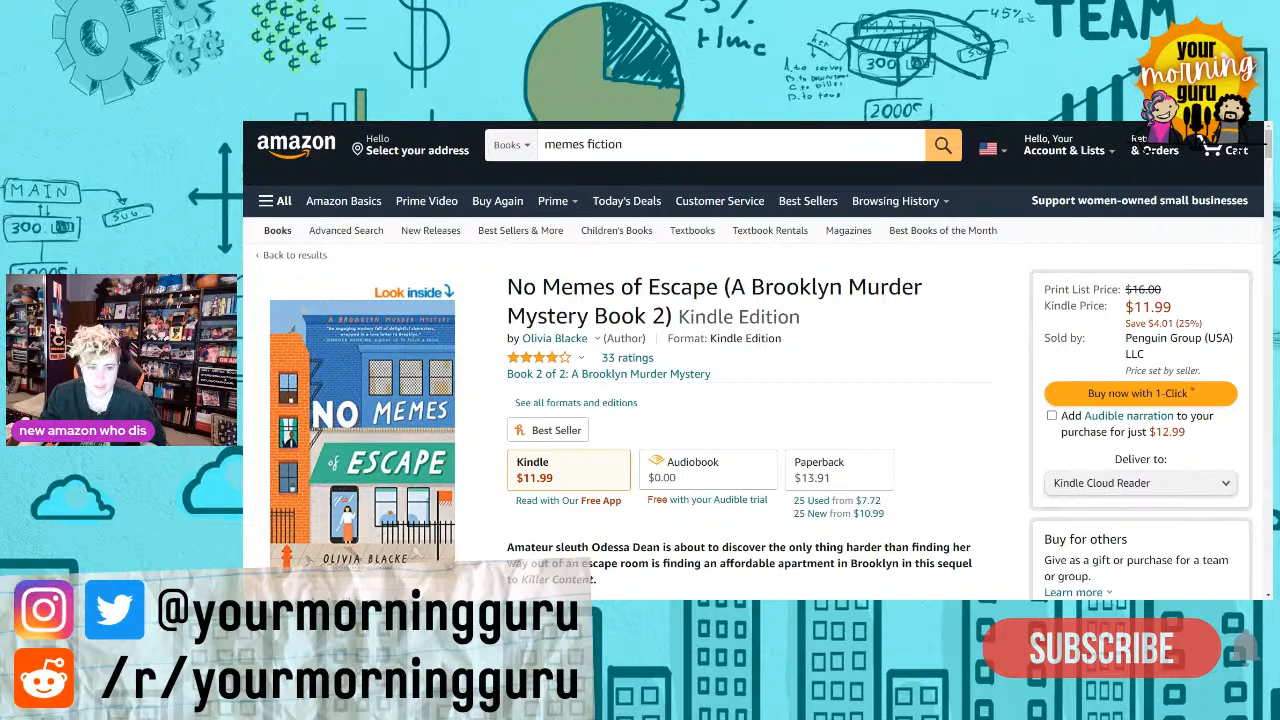 25%
time
45%
TEAM
MAIN
300
2000$
your
morning
guru
amazon
Hello
Select your address
Books
memes fiction
Hello, Your
Account & Lists
& Orders
Cart
All
Amazon Basics
Prime Video
Buy Again
Prime
Today's Deals
Customer Service
Best Sellers
Browsing History
Support women-owned small businesses
Books
Advanced Search
New Releases
Best Sellers & More
Children's Books
Textbooks
Textbook Rentals
Magazines
Best Books of the Month
MAIN
SUB
300
‹ Back to results
Look inside
A BROOKLYN MURDER MYSTERY
NO MEMES
of ESCAPE
OLIVIA BLACKE
No Memes of Escape (A Brooklyn Murder
Mystery Book 2) Kindle Edition
by Olivia Blacke (Author) | Format: Kindle Edition
33 ratings
Book 2 of 2: A Brooklyn Murder Mystery
See all formats and editions
Best Seller
Kindle
$11.99
Audiobook
$0.00
Paperback
$13.91
Read with Our Free App
Free with your Audible trial
25 Used from $7.72
25 New from $10.99
Amateur sleuth Odessa Dean is about to discover the only thing harder than finding her
way out of an escape room is finding an affordable apartment in Brooklyn in this sequel
to Killer Content.
Print List Price: $16.00
Kindle Price: $11.99
Save $4.01 (25%)
Sold by: Penguin Group (USA)
LLC
Price set by seller.
Buy now with 1-Click ®
Add Audible narration to your
purchase for just $12.99
Deliver to:
Kindle Cloud Reader
Buy for others
Give as a gift or purchase for a team
or group.
Learn more
new amazon who dis
@yourmorningguru
/r/yourmorningguru
SUBSCRIBE